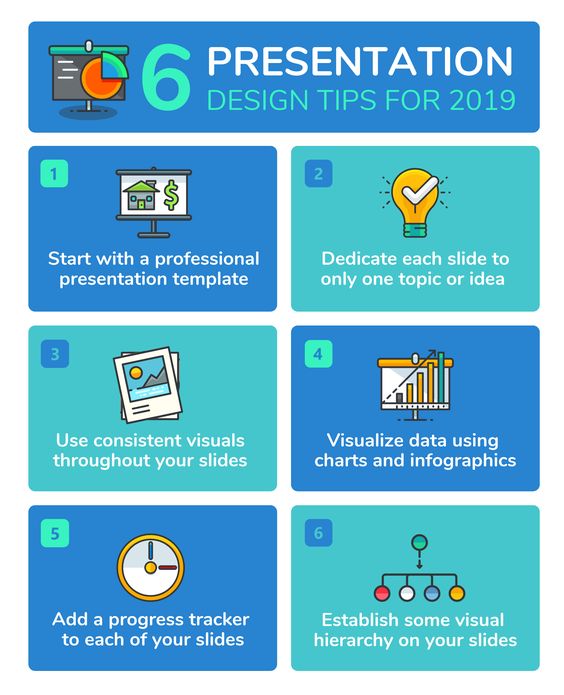 6
PRESENTATION
DESIGN TIPS FOR 2019
1
Start with a professional
presentation template
2
Dedicate each slide to
only one topic or idea
3
Use consistent visuals
throughout your slides
4
Visualize data using
charts and infographics
5
Add a progress tracker
to each of your slides
6
Establish some visual
hierarchy on your slides